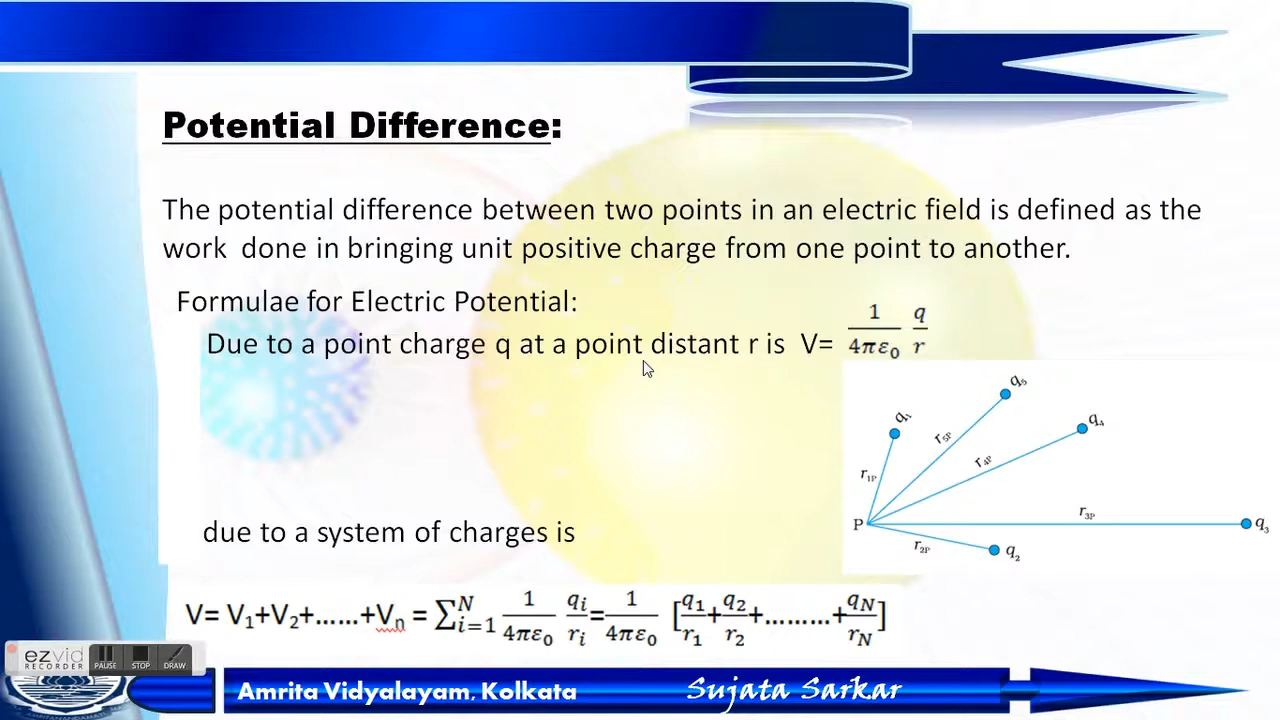 Potential Difference:
The potential difference between two points in an electric field is defined as the
work done in bringing unit positive charge from one point to another.
Formulae for Electric Potential:
Due to a point charge q at a point distant r is V= 1/4πε₀ q/r
q₅
q₁
q₄
r₅P
r₄P
r₁P
r₃P
P
q₃
r₂P
q₂
due to a system of charges is
V= V₁+V₂+......+Vₙ = ∑ᵢ₌₁ᴺ 1/4πε₀ qᵢ/rᵢ = 1/4πε₀ [q₁/r₁+q₂/r₂+.........+qN/rN]
ezvid
RECORDER
PAUSE
STOP
DRAW
Amrita Vidyalayam, Kolkata
Sujata Sarkar